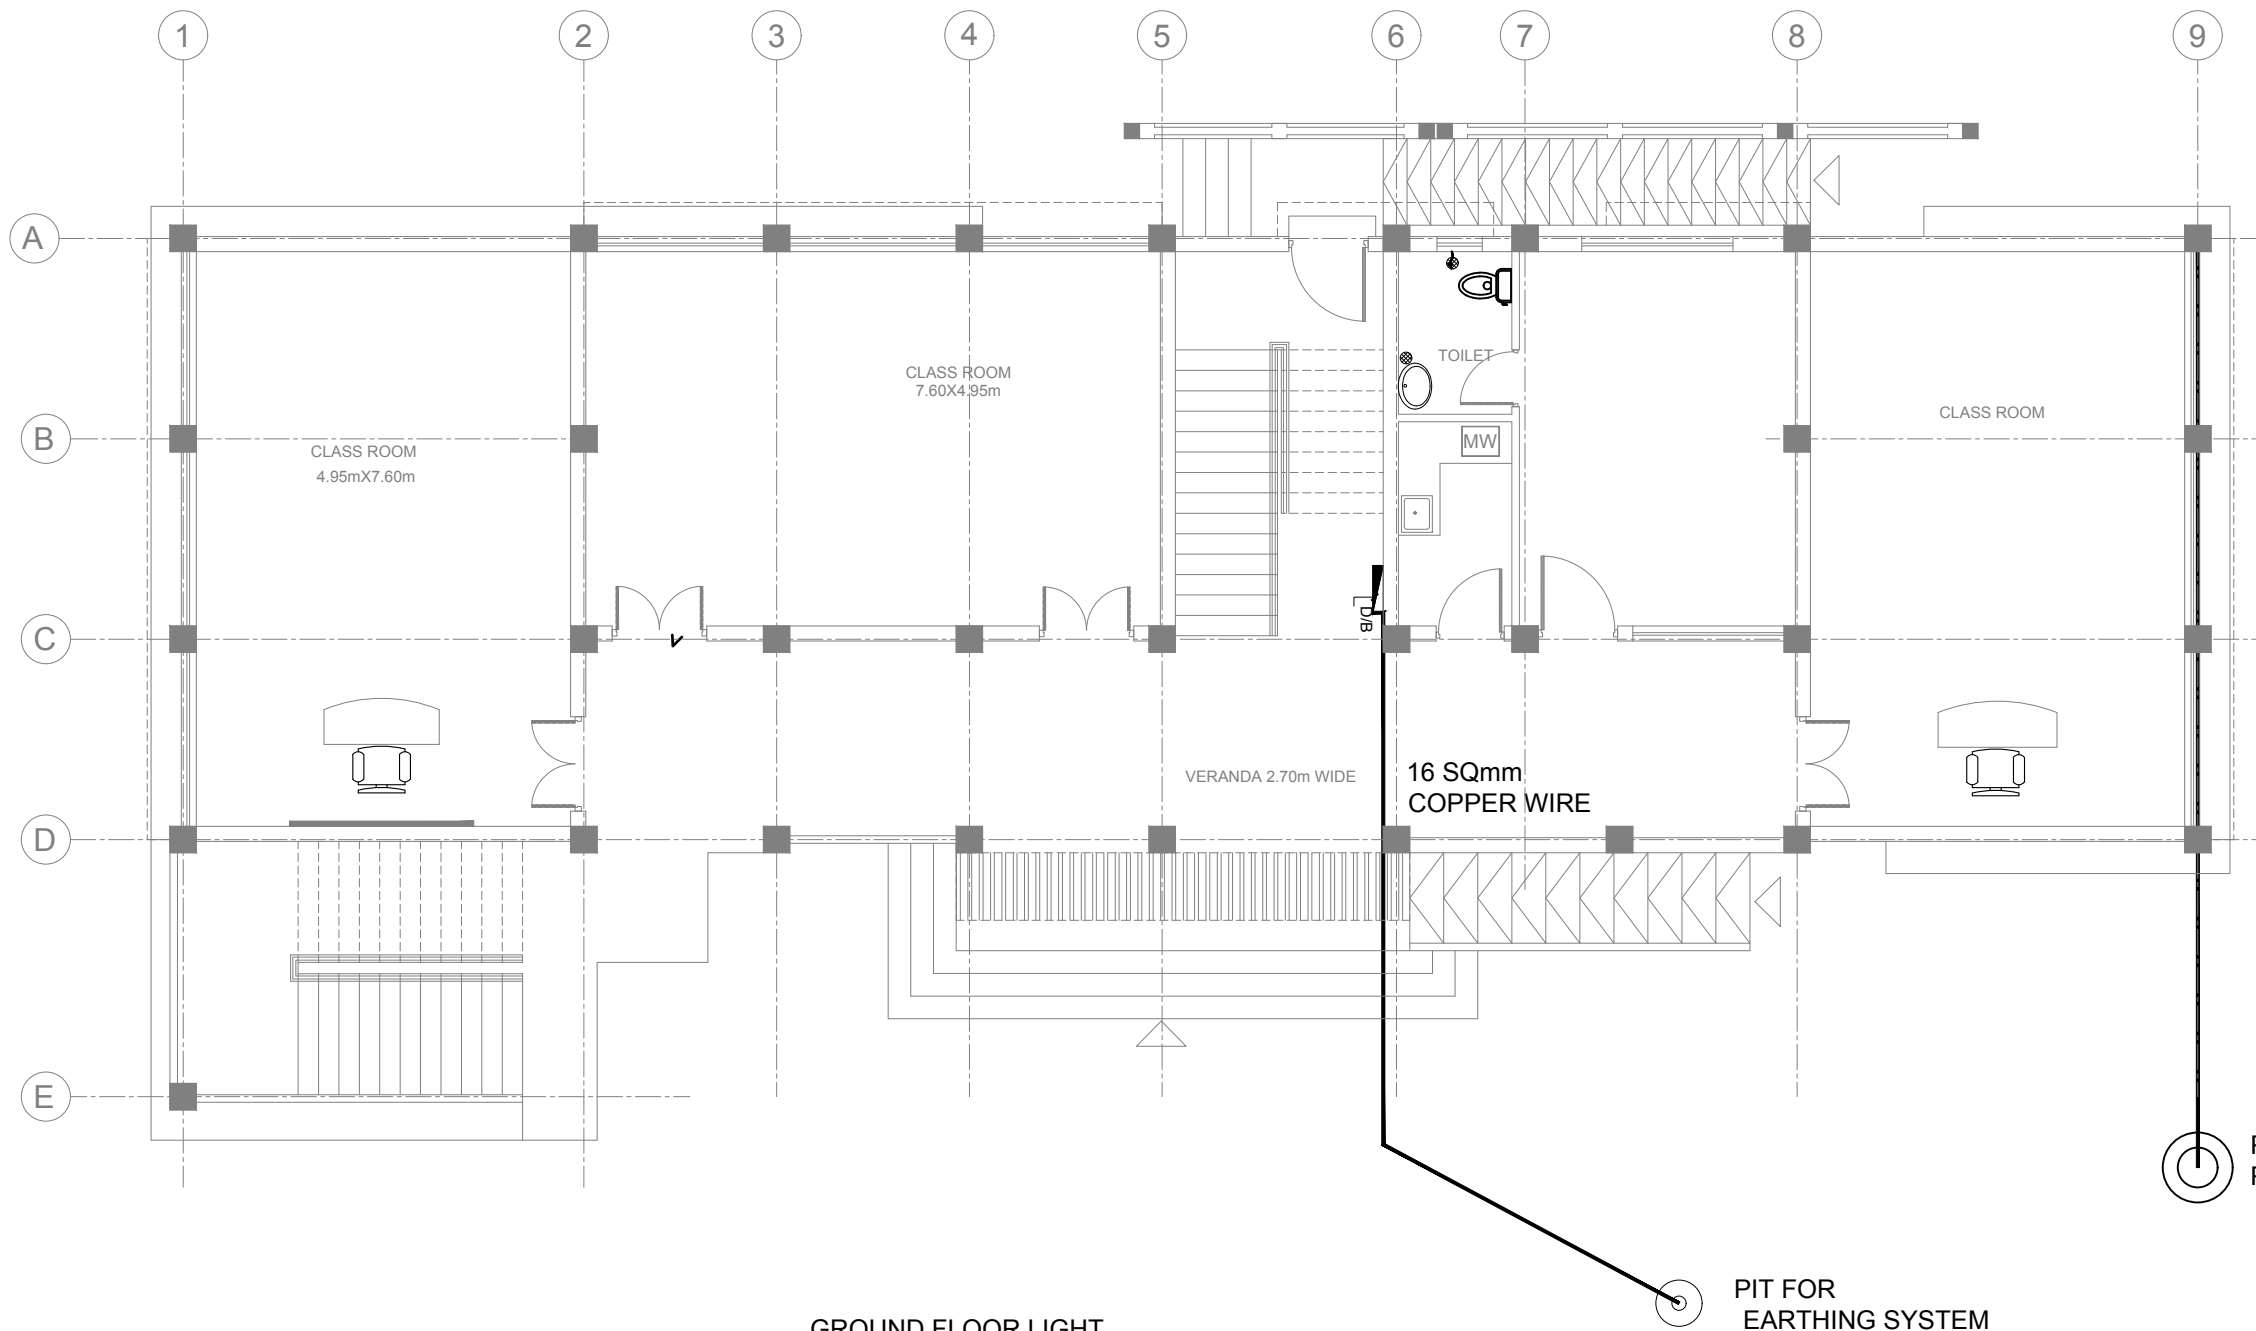 1 2 3 4 5 6 7 8 9
A
TOILET
CLASS ROOM
7.60X4.95m
CLASS ROOM
B
MW
CLASS ROOM
4.95mX7.60m
D/B
C
VERANDA 2.70m WIDE
16 SQmm
COPPER WIRE
D
E
PIT FOR
EARTHING SYSTEM
GROUND FLOOR LIGHT